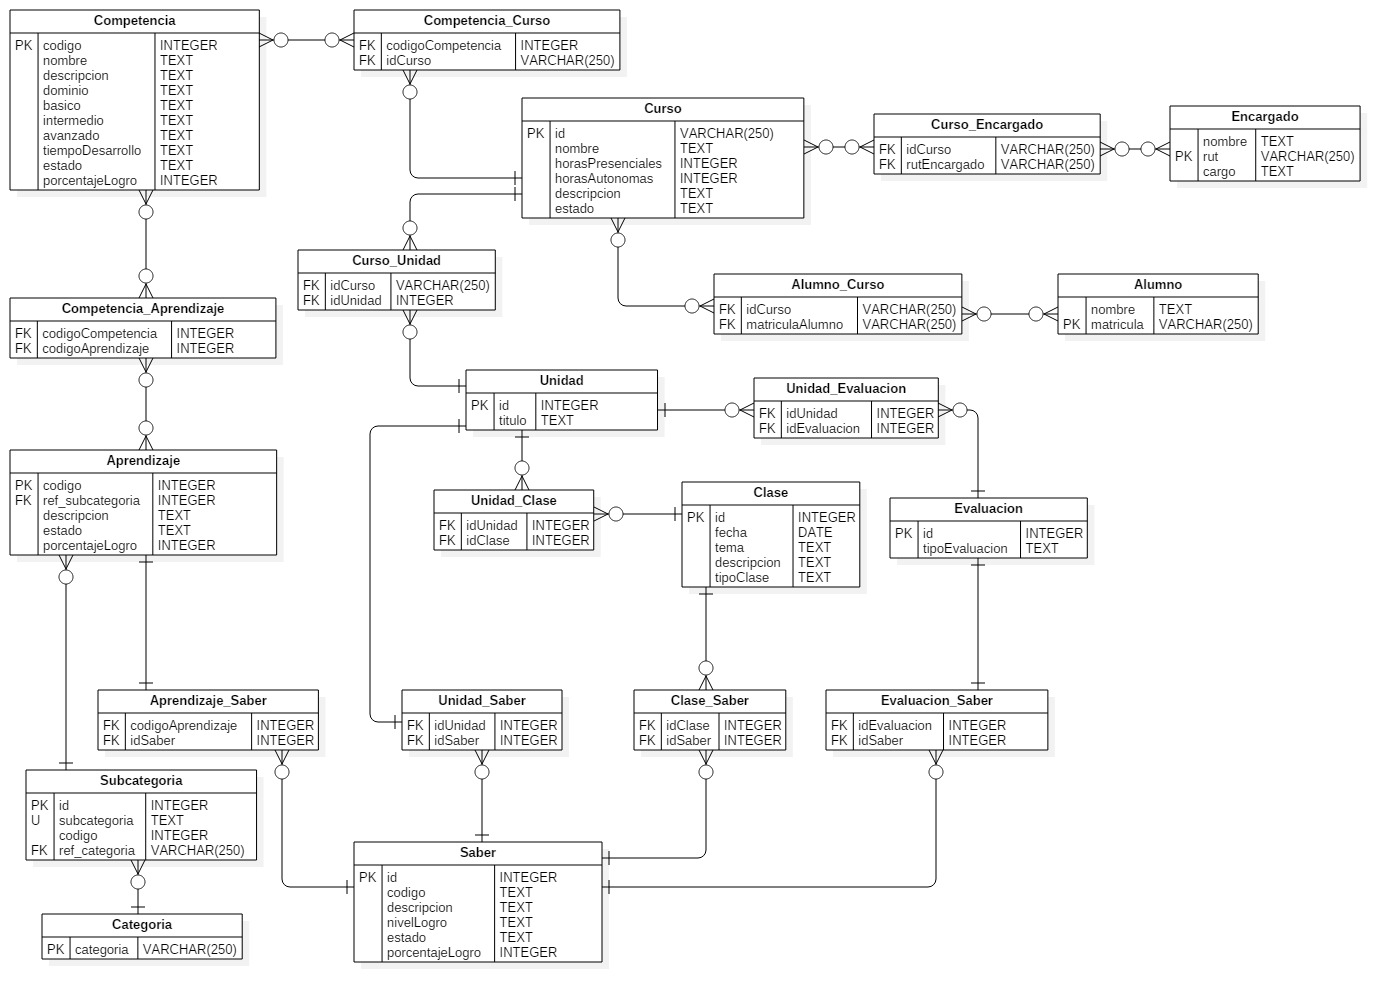 Competencia
PK codigo INTEGER
nombre TEXT
descripcion TEXT
dominio TEXT
basico TEXT
intermedio TEXT
avanzado TEXT
tiempoDesarrollo TEXT
estado TEXT
porcentajeLogro INTEGER
Competencia_Curso
FK codigoCompetencia INTEGER
FK idCurso VARCHAR(250)
Curso
PK id VARCHAR(250)
nombre TEXT
horasPresenciales INTEGER
horasAutonomas INTEGER
descripcion TEXT
estado TEXT
Curso_Encargado
FK idCurso VARCHAR(250)
FK rutEncargado VARCHAR(250)
Encargado
nombre TEXT
PK rut VARCHAR(250)
cargo TEXT
Curso_Unidad
FK idCurso VARCHAR(250)
FK idUnidad INTEGER
Alumno_Curso
FK idCurso VARCHAR(250)
FK matriculaAlumno VARCHAR(250)
Alumno
nombre TEXT
PK matricula VARCHAR(250)
Competencia_Aprendizaje
FK codigoCompetencia INTEGER
FK codigoAprendizaje INTEGER
Unidad
PK id INTEGER
titulo TEXT
Unidad_Evaluacion
FK idUnidad INTEGER
FK idEvaluacion INTEGER
Aprendizaje
PK codigo INTEGER
FK ref_subcategoria INTEGER
descripcion TEXT
estado TEXT
porcentajeLogro INTEGER
Unidad_Clase
FK idUnidad INTEGER
FK idClase INTEGER
Clase
PK id INTEGER
fecha DATE
tema TEXT
descripcion TEXT
tipoClase TEXT
Evaluacion
PK id INTEGER
tipoEvaluacion TEXT
Aprendizaje_Saber
FK codigoAprendizaje INTEGER
FK idSaber INTEGER
Unidad_Saber
FK idUnidad INTEGER
FK idSaber INTEGER
Clase_Saber
FK idClase INTEGER
FK idSaber INTEGER
Evaluacion_Saber
FK idEvaluacion INTEGER
FK idSaber INTEGER
Subcategoria
PK id INTEGER
U subcategoria TEXT
codigo INTEGER
FK ref_categoria VARCHAR(250)
Saber
PK id INTEGER
codigo TEXT
descripcion TEXT
nivelLogro TEXT
estado TEXT
porcentajeLogro INTEGER
Categoria
PK categoria VARCHAR(250)